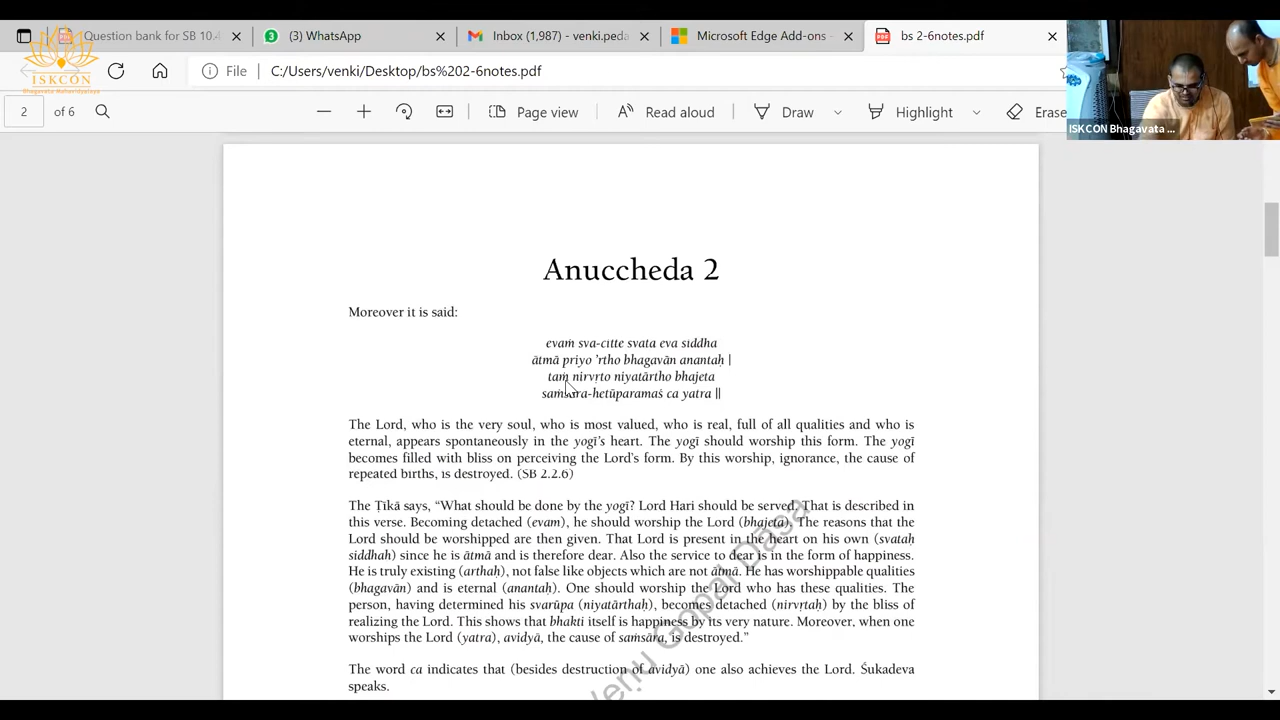 Question bank for SB 10.4
(3) WhatsApp
Inbox (1,987) - venki.peda
Microsoft Edge Add-ons -
bs 2-6notes.pdf
ISKCON
Bhagavata Mahavidyalaya
File C:/Users/venki/Desktop/bs%202-6notes.pdf
2 of 6
Page view
Read aloud
Draw
Highlight
Erase
ISKCON Bhagavata ...
Anuccheda 2
Moreover it is said:
evaṁ sva-citte svata eva siddha
ātmā priyo 'rtho bhagavān anantaḥ |
taṁ nirvṛto niyatārtho bhajeta
saṁsāra-hetūparamaś ca yatra ||
The Lord, who is the very soul, who is most valued, who is real, full of all qualities and who is
eternal, appears spontaneously in the yogī's heart. The yogī should worship this form. The yogī
becomes filled with bliss on perceiving the Lord's form. By this worship, ignorance, the cause of
repeated births, is destroyed. (SB 2.2.6)
The Ṭīkā says, "What should be done by the yogī? Lord Hari should be served. That is described in
this verse. Becoming detached (evam), he should worship the Lord (bhajeta). The reasons that the
Lord should be worshipped are then given. That Lord is present in the heart on his own (svataḥ
siddhaḥ) since he is ātmā and is therefore dear. Also the service to dear is in the form of happiness.
He is truly existing (arthaḥ), not false like objects which are not ātmā. He has worshippable qualities
(bhagavān) and is eternal (anantaḥ). One should worship the Lord who has these qualities. The
person, having determined his svarūpa (niyatārthaḥ), becomes detached (nirvṛtaḥ) by the bliss of
realizing the Lord. This shows that bhakti itself is happiness by its very nature. Moreover, when one
worships the Lord (yatra), avidyā, the cause of saṁsāra, is destroyed."
The word ca indicates that (besides destruction of avidyā) one also achieves the Lord. Śukadeva
speaks.
Veṇu Gopal Dasa